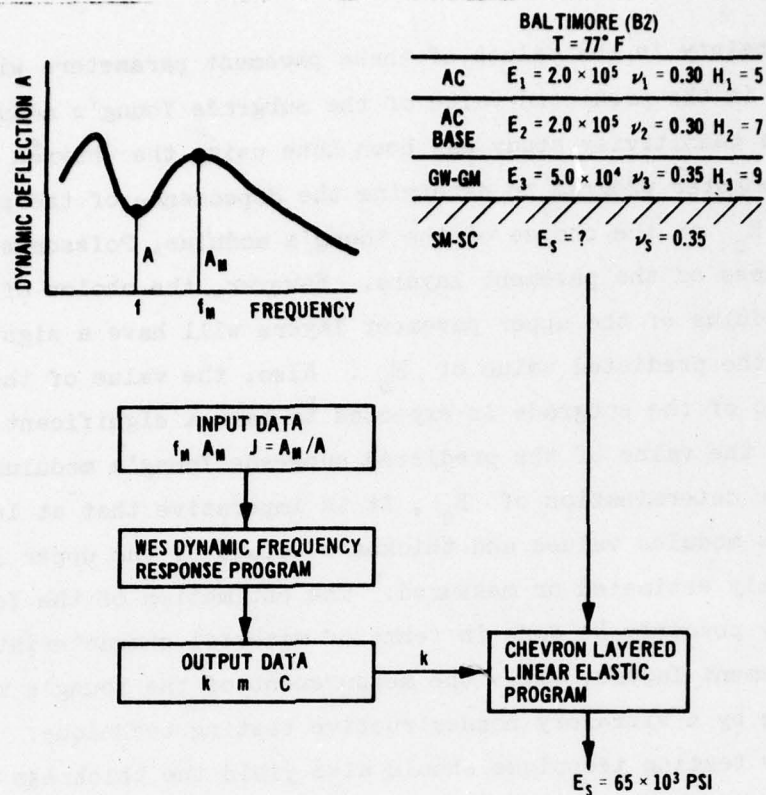 BALTIMORE (B2)
T = 77° F
AC E₁ = 2.0 × 10⁵ ν₁ = 0.30 H₁ = 5
AC BASE E₂ = 2.0 × 10⁵ ν₂ = 0.30 H₂ = 7
GW-GM E₃ = 5.0 × 10⁴ ν₃ = 0.35 H₃ = 9
SM-SC E_S = ? ν_S = 0.35
DYNAMIC DEFLECTION A
A A_M
f f_M FREQUENCY
INPUT DATA
f_M A_M J = A_M/A
WES DYNAMIC FREQUENCY
RESPONSE PROGRAM
OUTPUT DATA
k m C
k
CHEVRON LAYERED
LINEAR ELASTIC
PROGRAM
E_S = 65 × 10³ PSI